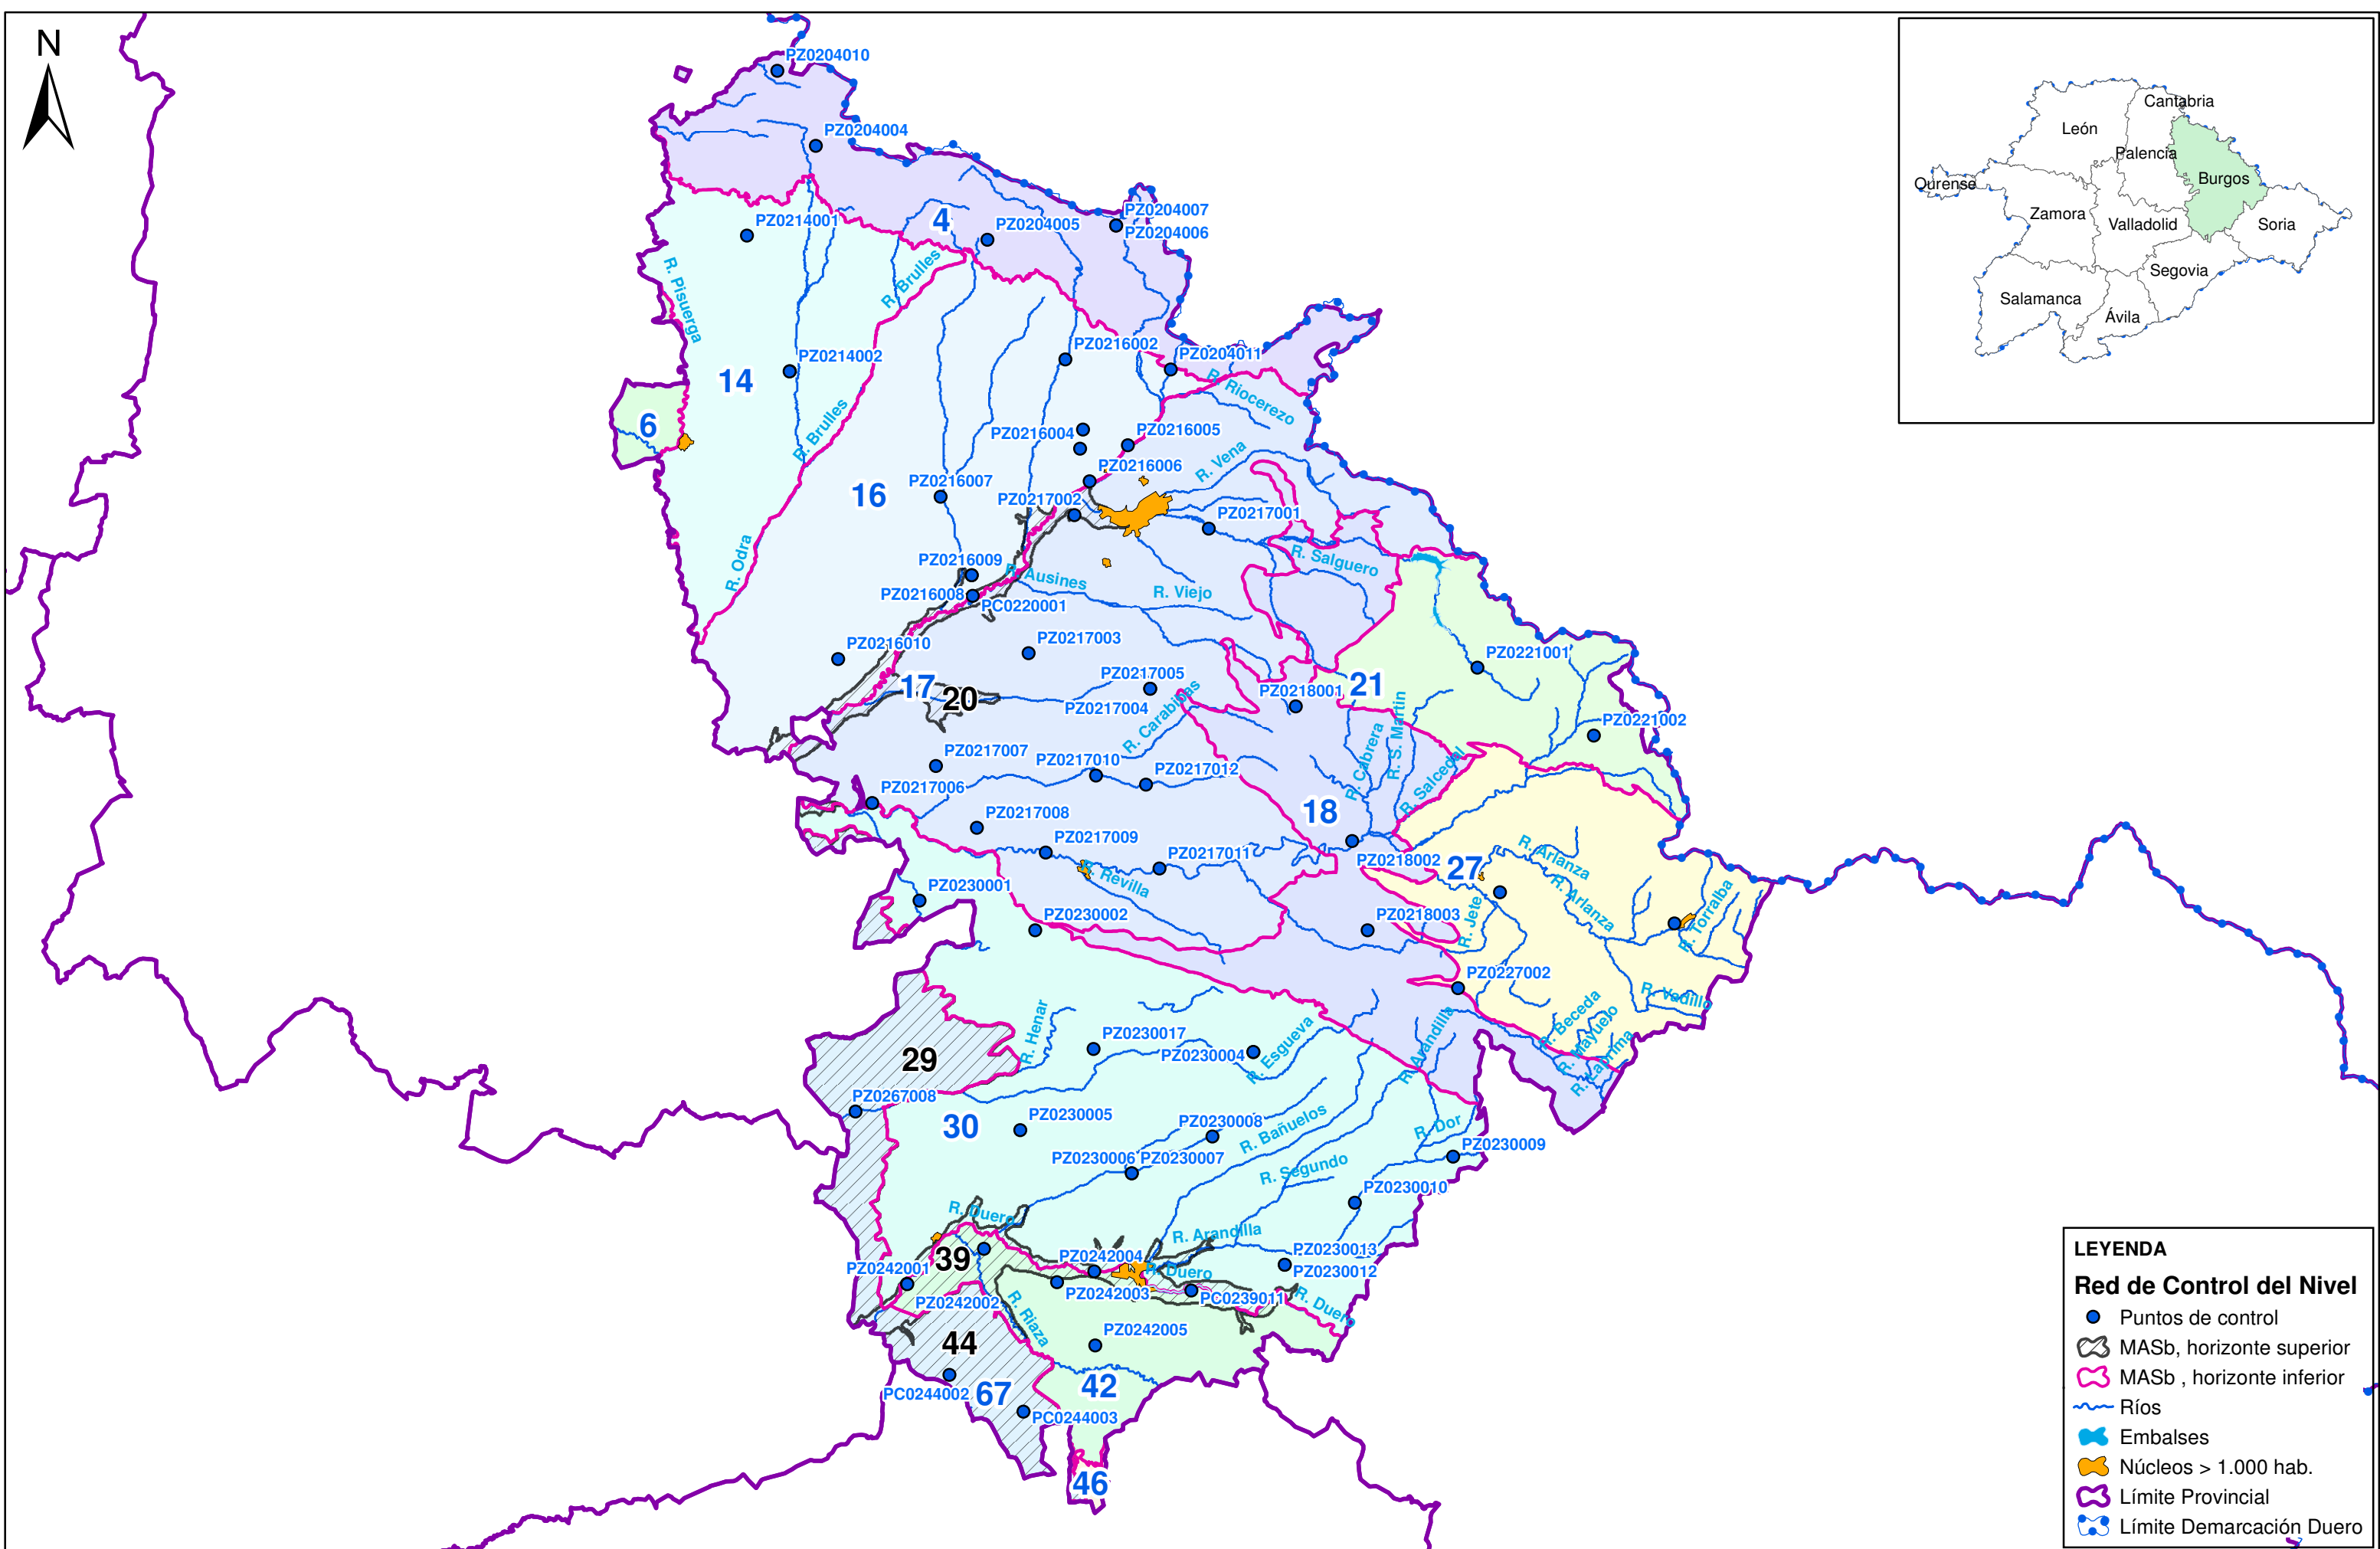 N
PZ0204010
PZ0204004
4
PZ0214001
PZ0204005
PZ0204007
PZ0204006
R. Pisuerga
R. Brulles
PZ0214002
PZ0216002
PZ0204011
14
R. Riocerezo
6
R. Brulles
PZ0216004
PZ0216005
R. Vena
PZ0216006
16
PZ0216007
PZ0217002
PZ0217001
R. Odra
PZ0216009
R. Ausines
R. Salguero
PZ0216008
PC0220001
R. Viejo
PZ0216010
PZ0217003
PZ0221001
17
20
PZ0217005
PZ0217004
R. Carabidas
PZ0218001
21
PZ0221002
R. Cabrera
R. S. Martin
R. Salcedal
PZ0217007
PZ0217010
PZ0217012
PZ0217006
PZ0217008
18
PZ0217009
PZ0217011
PZ0218002
27
R. Arlanza
R. Arlanza
R. Revilla
PZ0230001
PZ0230002
PZ0218003
R. Jete
R. Torralba
PZ0227002
R. Vadillo
R. Beceda
R. Mayuelo
R. Laprima
29
R. Henar
PZ0230017
PZ0230004
R. Esgueva
R. Arandilla
PZ0267008
30
PZ0230005
PZ0230008
R. Bañuelos
R. Dor
PZ0230009
PZ0230006
PZ0230007
R. Segundo
PZ0230010
R. Duero
R. Arandilla
39
PZ0242001
PZ0242004
R. Duero
PZ0230013
PZ0230012
PZ0242002
PZ0242003
PC0239011
R. Duero
R. Riaza
44
PZ0242005
PC0244002
67
42
PC0244003
46
Cantabria
León
Palencia
Burgos
Ourense
Zamora
Valladolid
Soria
Segovia
Salamanca
Ávila
LEYENDA
Red de Control del Nivel
Puntos de control
MASb, horizonte superior
MASb , horizonte inferior
Ríos
Embalses
Núcleos > 1.000 hab.
Límite Provincial
Límite Demarcación Duero